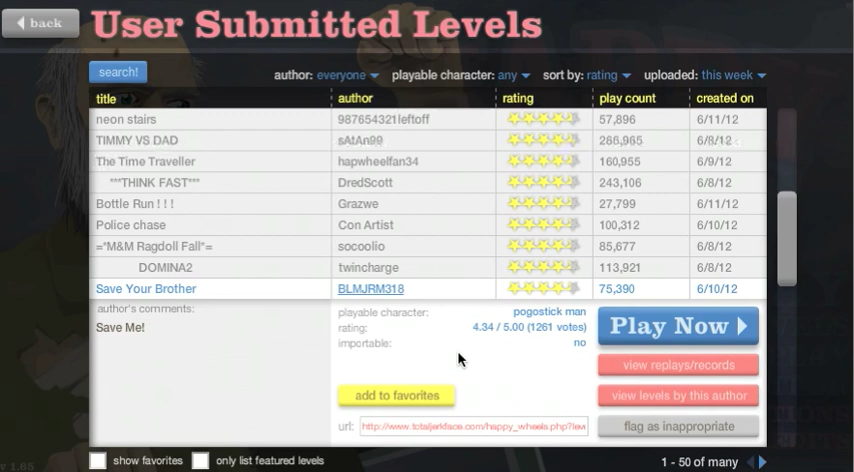 back
User Submitted Levels
search!
author: everyone playable character: any sort by: rating uploaded: this week
title author rating play count created on
neon stairs 987654321leftoff 57,896 6/11/12
TIMMY VS DAD sAtAn99 266,965 6/8/12
The Time Traveller hapwheelfan34 160,955 6/9/12
***THINK FAST*** DredScott 243,106 6/8/12
Bottle Run ! ! ! Grazwe 27,799 6/11/12
Police chase Con Artist 100,312 6/10/12
=*M&M Ragdoll Fall*= socoolio 85,677 6/8/12
DOMINA2 twincharge 113,921 6/8/12
Save Your Brother BLMJRM318 75,390 6/10/12
author's comments:
Save Me!
playable character: pogostick man
rating: 4.34 / 5.00 (1261 votes)
importable: no
Play Now
view replays/records
add to favorites
view levels by this author
url: http://www.totaljerkface.com/happy_wheels.php?lev
flag as inappropriate
show favorites only list featured levels 1 - 50 of many
v 1.65